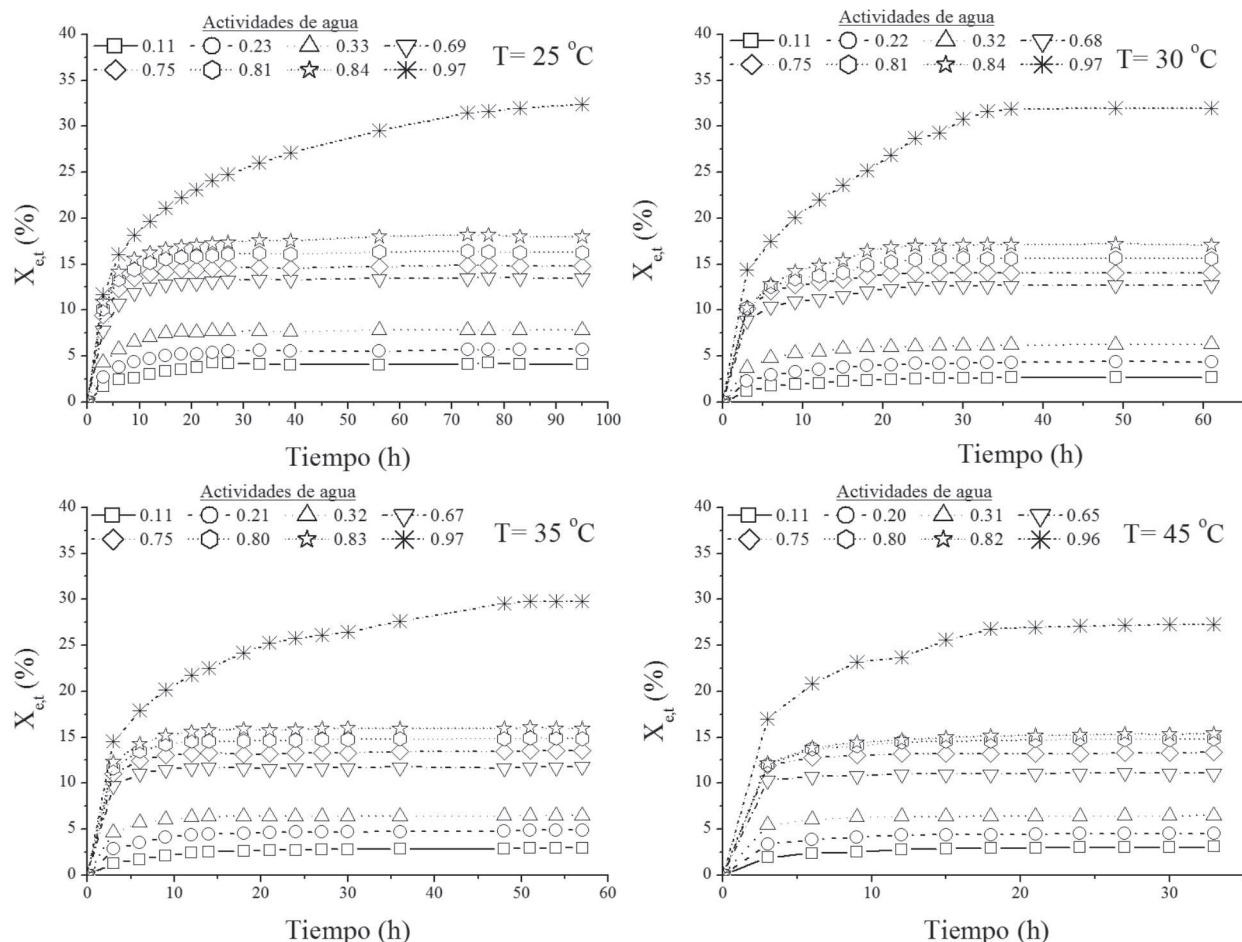 Actividades de agua
0.11 0.23 0.33 0.69
0.75 0.81 0.84 0.97
T= 25 °C
40
35
30
25
20
15
10
5
0
X e,t (%)
0 10 20 30 40 50 60 70 80 90 100
Tiempo (h)
Actividades de agua
0.11 0.22 0.32 0.68
0.75 0.81 0.84 0.97
T= 30 °C
40
35
30
25
20
15
10
5
0
X e,t (%)
0 10 20 30 40 50 60
Tiempo (h)
Actividades de agua
0.11 0.21 0.32 0.67
0.75 0.80 0.83 0.97
T= 35 °C
40
35
30
25
20
15
10
5
0
X e,t (%)
0 10 20 30 40 50 60
Tiempo (h)
Actividades de agua
0.11 0.20 0.31 0.65
0.75 0.80 0.82 0.96
T= 45 °C
40
35
30
25
20
15
10
5
0
X e,t (%)
0 10 20 30
Tiempo (h)